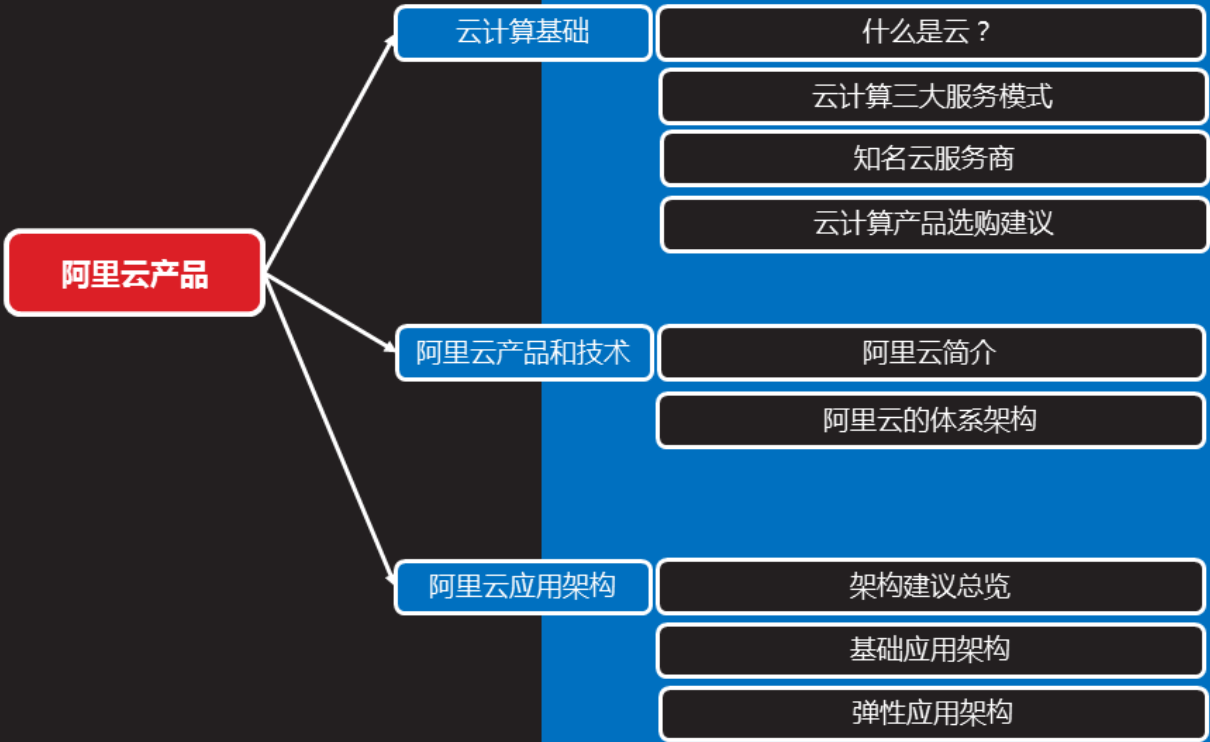 阿里云产品
云计算基础
什么是云？
云计算三大服务模式
知名云服务商
云计算产品选购建议
阿里云产品和技术
阿里云简介
阿里云的体系架构
阿里云应用架构
架构建议总览
基础应用架构
弹性应用架构